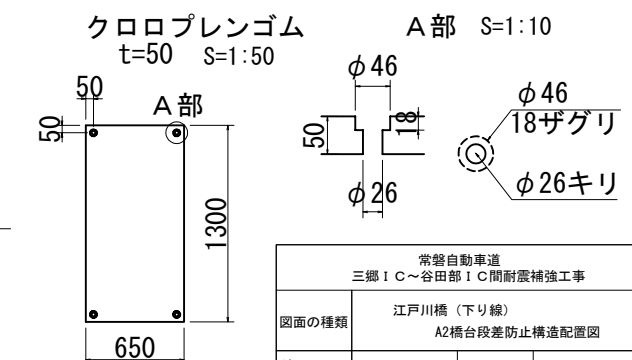 クロロプレンゴム
t=50 S=1:50
50
A部
50
1300
650
A部 S=1:10
φ46
50
18
φ26
φ46
18ザグリ
φ26キリ
常磐自動車道
三郷IC～谷田部IC間耐震補強工事
図面の種類
江戸川橋（下り線）
A2橋台段差防止構造配置図